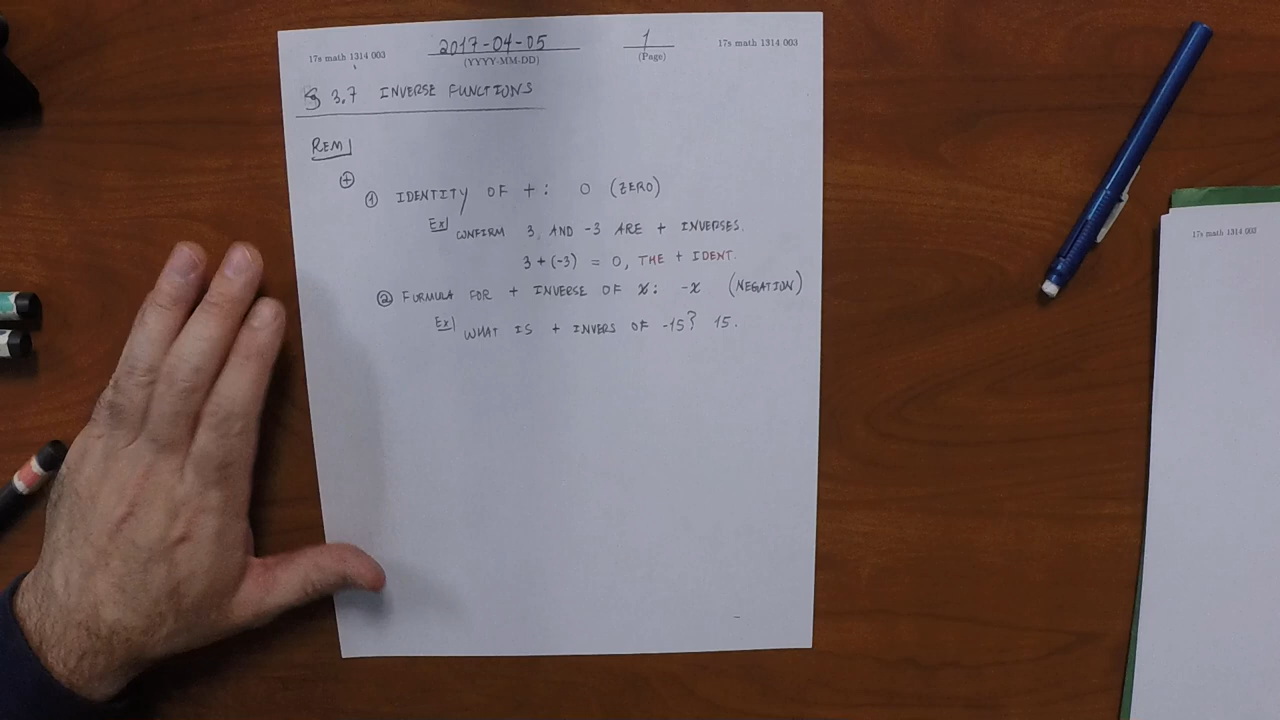 17s math 1314 003 2017-04-05 1 17s math 1314 003
(YYYY-MM-DD) (Page)
§ 3.7 INVERSE FUNCTIONS
REM
+
① IDENTITY OF + : 0 (ZERO)
Ex CONFIRM 3 AND -3 ARE + INVERSES.
3 + (-3) = 0, THE + IDENT.
② FORMULA FOR + INVERSE OF x: -x (NEGATION)
Ex WHAT IS + INVERS OF -15? 15.
17s math 1314 003